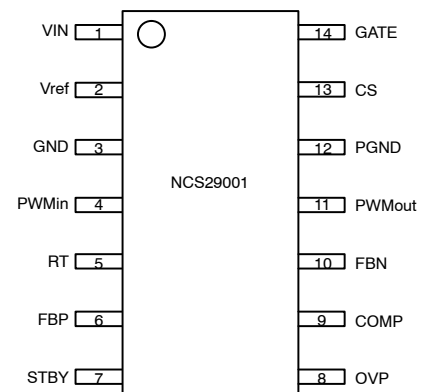 VIN 1 14 GATE
Vref 2 13 CS
GND 3 12 PGND
NCS29001
PWMin 4 11 PWMout
RT 5 10 FBN
FBP 6 9 COMP
STBY 7 8 OVP